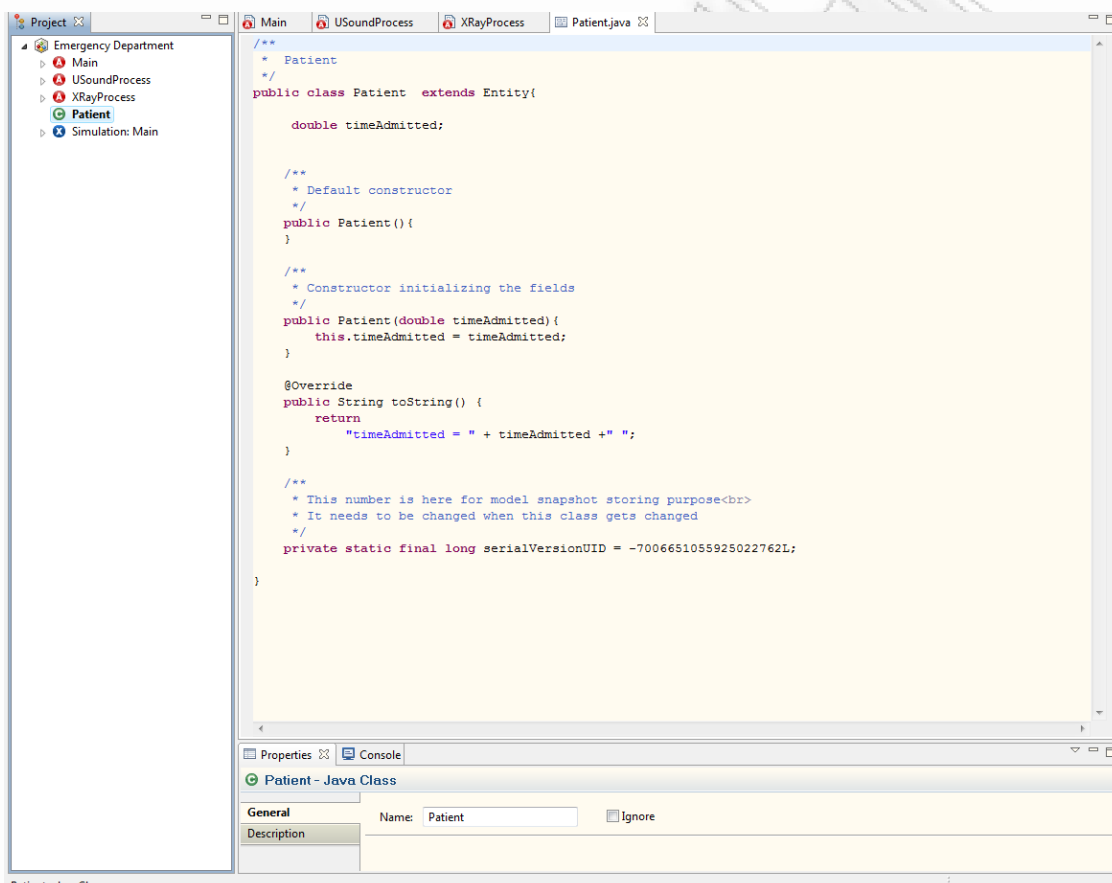 Project
Emergency Department
Main
USoundProcess
XRayProcess
Patient
Simulation: Main
Main USoundProcess XRayProcess Patient.java
/**
* Patient
*/
public class Patient extends Entity{
double timeAdmitted;
/**
* Default constructor
*/
public Patient(){
}
/**
* Constructor initializing the fields
*/
public Patient(double timeAdmitted){
this.timeAdmitted = timeAdmitted;
}
@Override
public String toString() {
return
"timeAdmitted = " + timeAdmitted +" ";
}
/**
* This number is here for model snapshot storing purpose<br>
* It needs to be changed when this class gets changed
*/
private static final long serialVersionUID = -7006651055925022762L;
}
Properties Console
Patient - Java Class
General
Description
Name: Patient Ignore